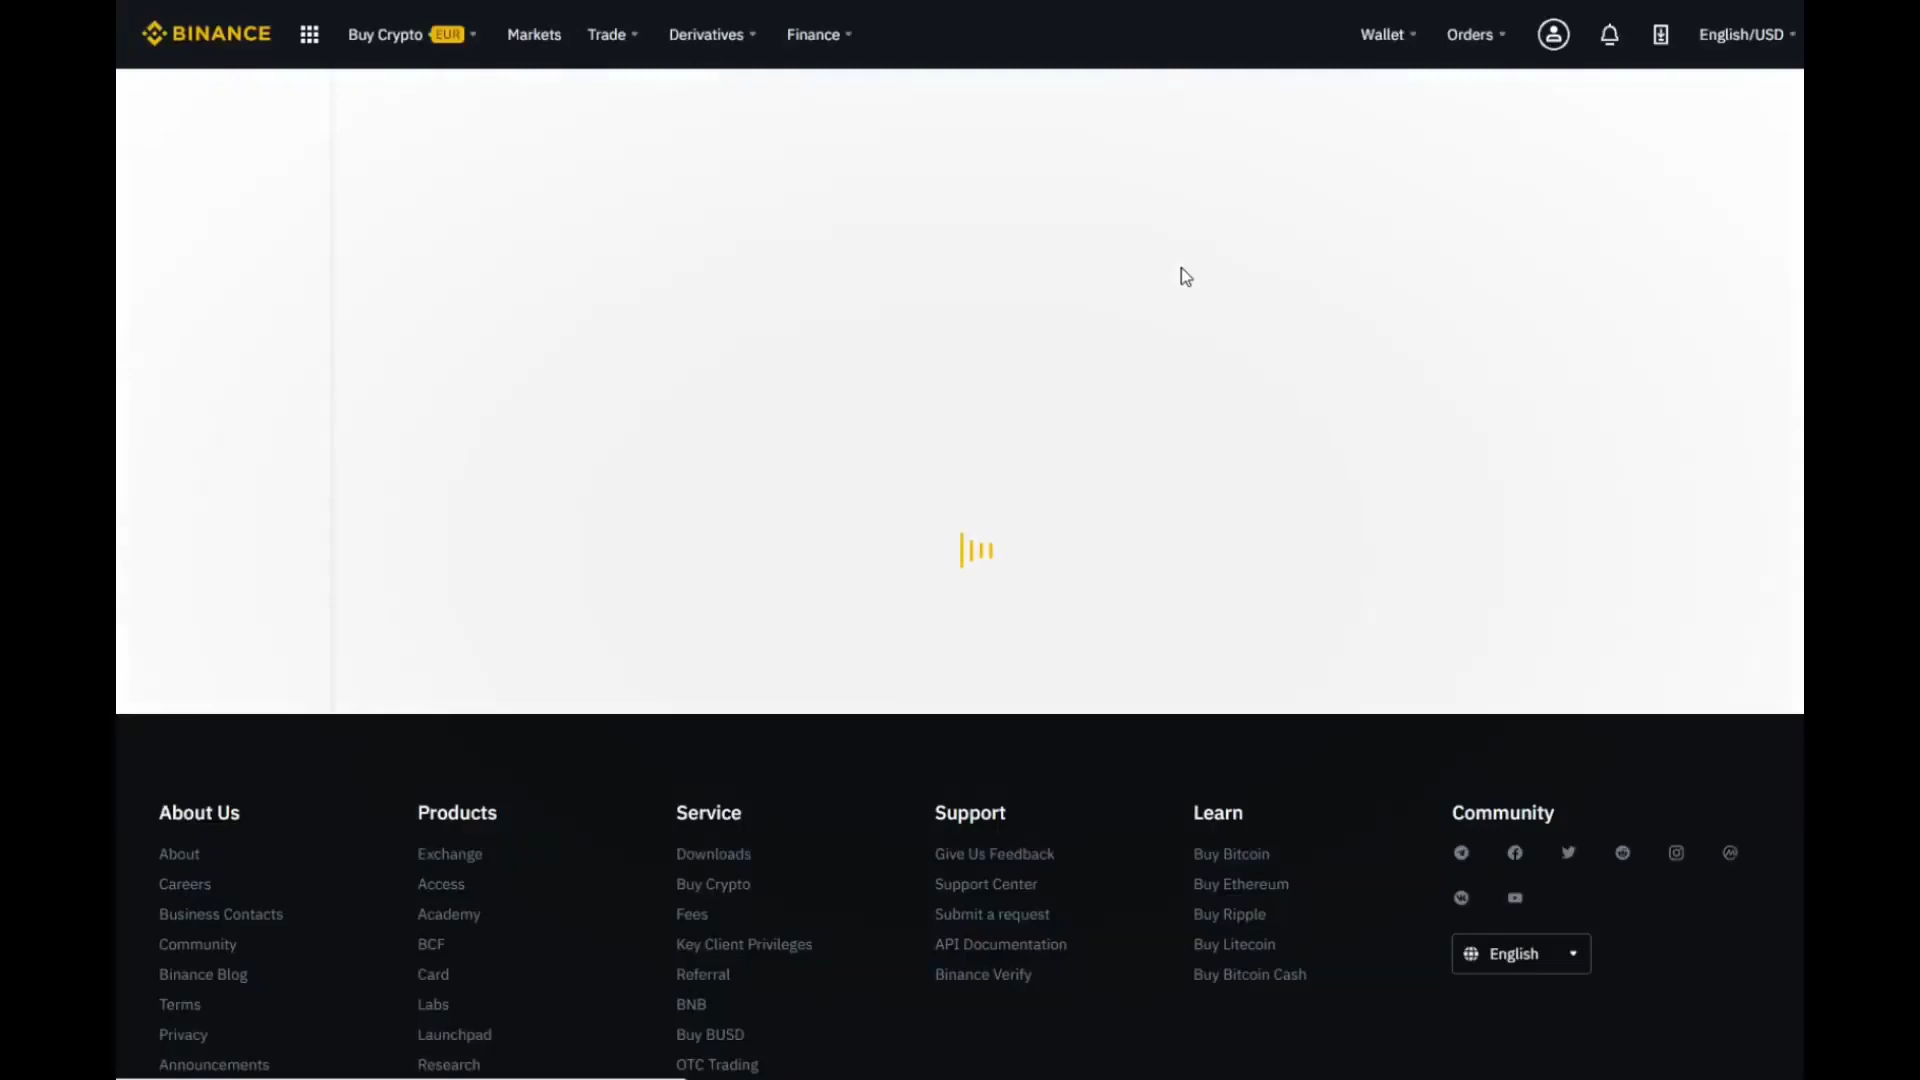 BINANCE Buy Crypto EUR Markets Trade Derivatives Finance Wallet Orders English/USD
About Us
About
Careers
Business Contacts
Community
Binance Blog
Terms
Privacy
Announcements
Products
Exchange
Access
Academy
BCF
Card
Labs
Launchpad
Research
Service
Downloads
Buy Crypto
Fees
Key Client Privileges
Referral
BNB
Buy BUSD
OTC Trading
Support
Give Us Feedback
Support Center
Submit a request
API Documentation
Binance Verify
Learn
Buy Bitcoin
Buy Ethereum
Buy Ripple
Buy Litecoin
Buy Bitcoin Cash
Community
English